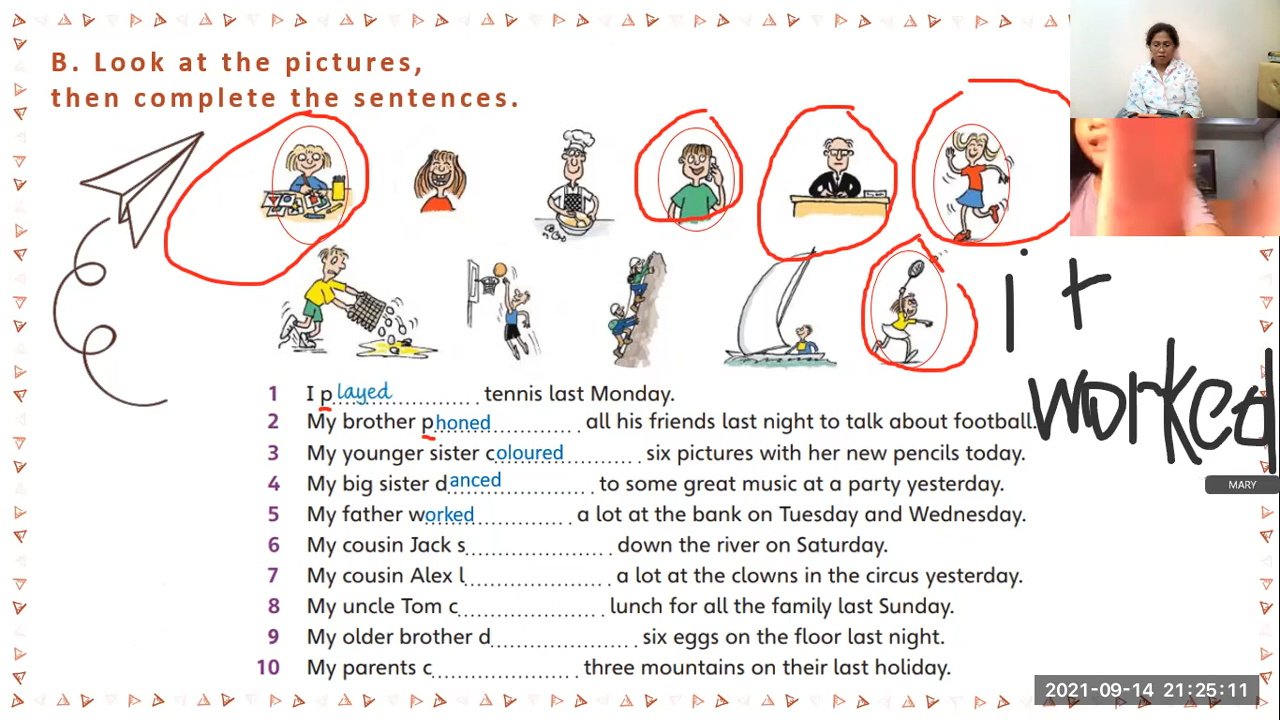 B. Look at the pictures,
then complete the sentences.
it
worked
1 I played.................... tennis last Monday.
2 My brother phoned.................... all his friends last night to talk about football.
3 My younger sister coloured.................... six pictures with her new pencils today.
4 My big sister danced.................... to some great music at a party yesterday.
5 My father worked.................... a lot at the bank on Tuesday and Wednesday.
6 My cousin Jack s.................... down the river on Saturday.
7 My cousin Alex l.................... a lot at the clowns in the circus yesterday.
8 My uncle Tom c.................... lunch for all the family last Sunday.
9 My older brother d.................... six eggs on the floor last night.
10 My parents c.................... three mountains on their last holiday.
MARY
2021-09-14 21:25:11